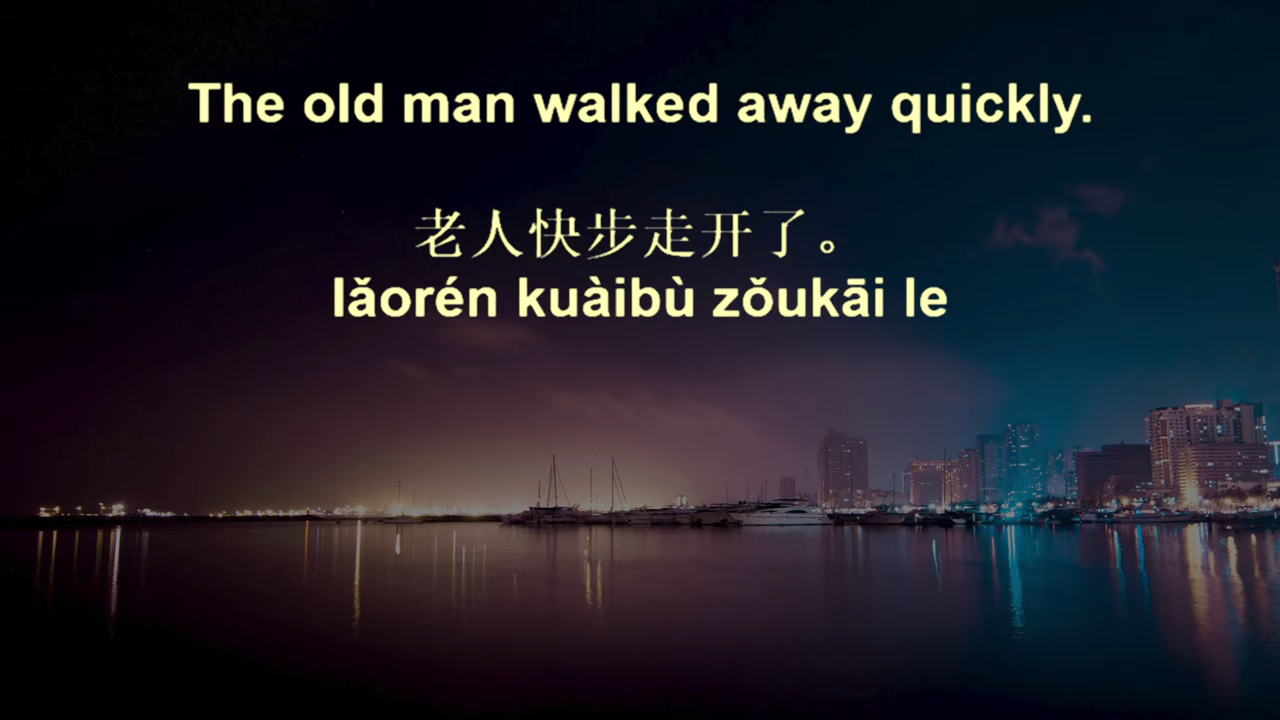 The old man walked away quickly.
老人快步走开了。
lǎorén kuàibù zǒukāi le